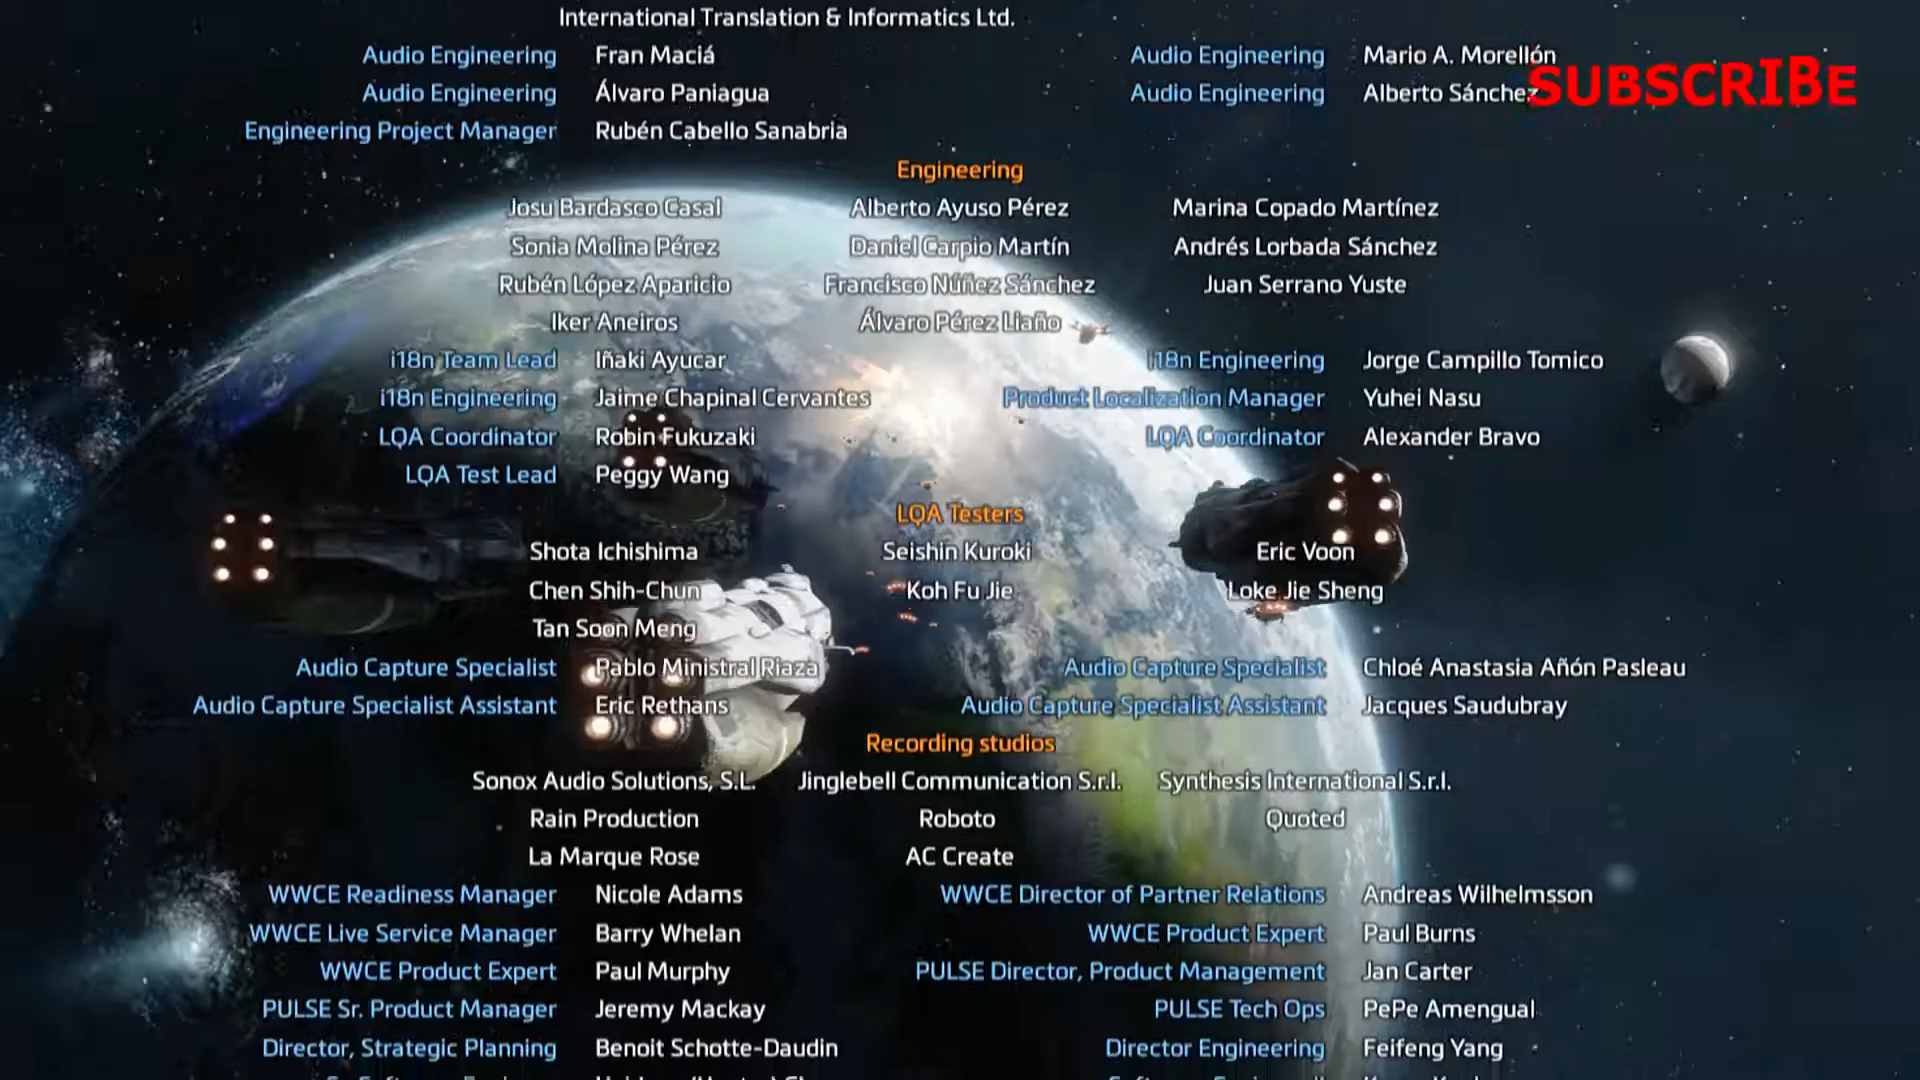 International Translation & Informatics Ltd.
Audio Engineering Fran Maciá Audio Engineering Mario A. Morellón
SUBSCRIBE
Audio Engineering Álvaro Paniagua Audio Engineering Alberto Sánchez
Engineering Project Manager Rubén Cabello Sanabria
Engineering
Josu Bardasco Casal Alberto Ayuso Pérez Marina Copado Martínez
Sonia Molina Pérez Daniel Carpio Martín Andrés Lorbada Sánchez
Rubén López Aparicio Francisco Núñez Sánchez Juan Serrano Yuste
Iker Aneiros Álvaro Pérez Liaño
i18n Team Lead Iñaki Ayucar i18n Engineering Jorge Campillo Tomico
i18n Engineering Jaime Chapinal Cervantes Product Localization Manager Yuhei Nasu
LQA Coordinator Robin Fukuzaki LQA Coordinator Alexander Bravo
LQA Test Lead Peggy Wang
LQA Testers
Shota Ichishima Seishin Kuroki Eric Voon
Chen Shih-Chun Koh Fu Jie Loke Jie Sheng
Tan Soon Meng
Audio Capture Specialist Pablo Ministral Riaza Audio Capture Specialist Chloé Anastasia Añón Pasleau
Audio Capture Specialist Assistant Eric Rethans Audio Capture Specialist Assistant Jacques Saudubray
Recording studios
Sonox Audio Solutions, S.L. Jinglebell Communication S.r.l. Synthesis International S.r.l.
Rain Production Roboto Quoted
La Marque Rose AC Create
WWCE Readiness Manager Nicole Adams WWCE Director of Partner Relations Andreas Wilhelmsson
WWCE Live Service Manager Barry Whelan WWCE Product Expert Paul Burns
WWCE Product Expert Paul Murphy PULSE Director, Product Management Jan Carter
PULSE Sr. Product Manager Jeremy Mackay PULSE Tech Ops PePe Amengual
Director, Strategic Planning Benoit Schotte-Daudin Director Engineering Feifeng Yang